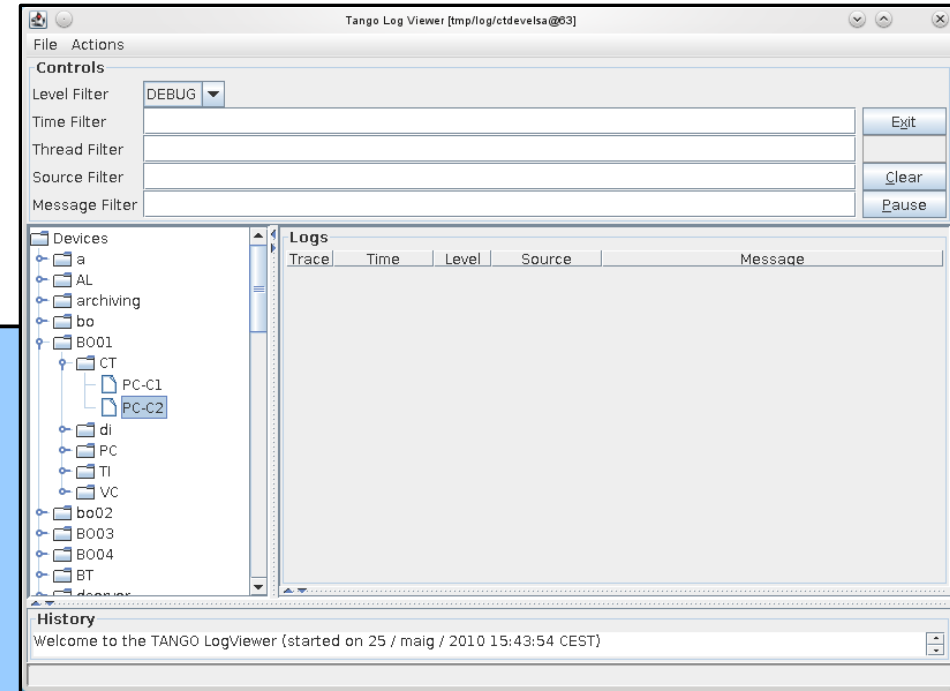 Tango Log Viewer [tmp/log/ctdevelsa@63]
File Actions
Controls
Level Filter DEBUG
Time Filter Exit
Thread Filter
Source Filter Clear
Message Filter Pause
Devices
a
AL
archiving
bo
BO01
CT
PC-C1
PC-C2
di
PC
TI
VC
bo02
BO03
BO04
BT
dserver
Logs
Trace Time Level Source Message
History
Welcome to the TANGO LogViewer (started on 25 / maig / 2010 15:43:54 CEST)